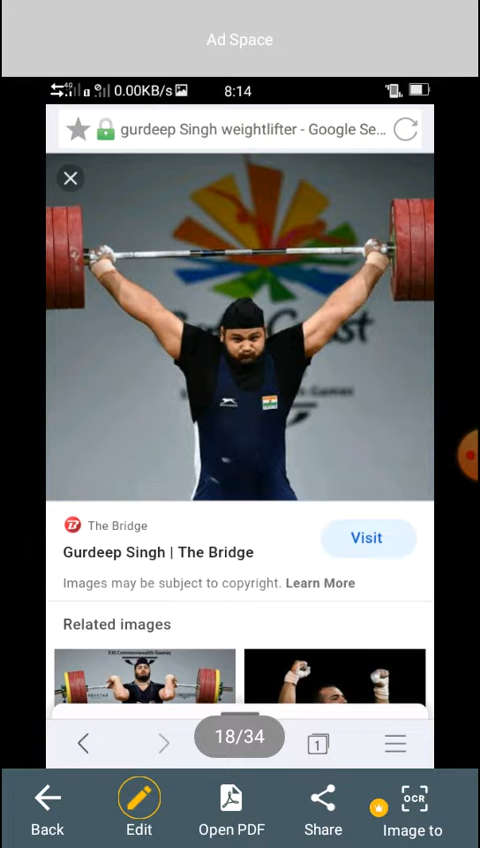 Ad Space
4G 0.00KB/s 8:14
gurdeep Singh weightlifter - Google Se...
The Bridge
Visit
Gurdeep Singh | The Bridge
Images may be subject to copyright. Learn More
Related images
18/34
1
OCR
Back
Edit
Open PDF
Share
Image to